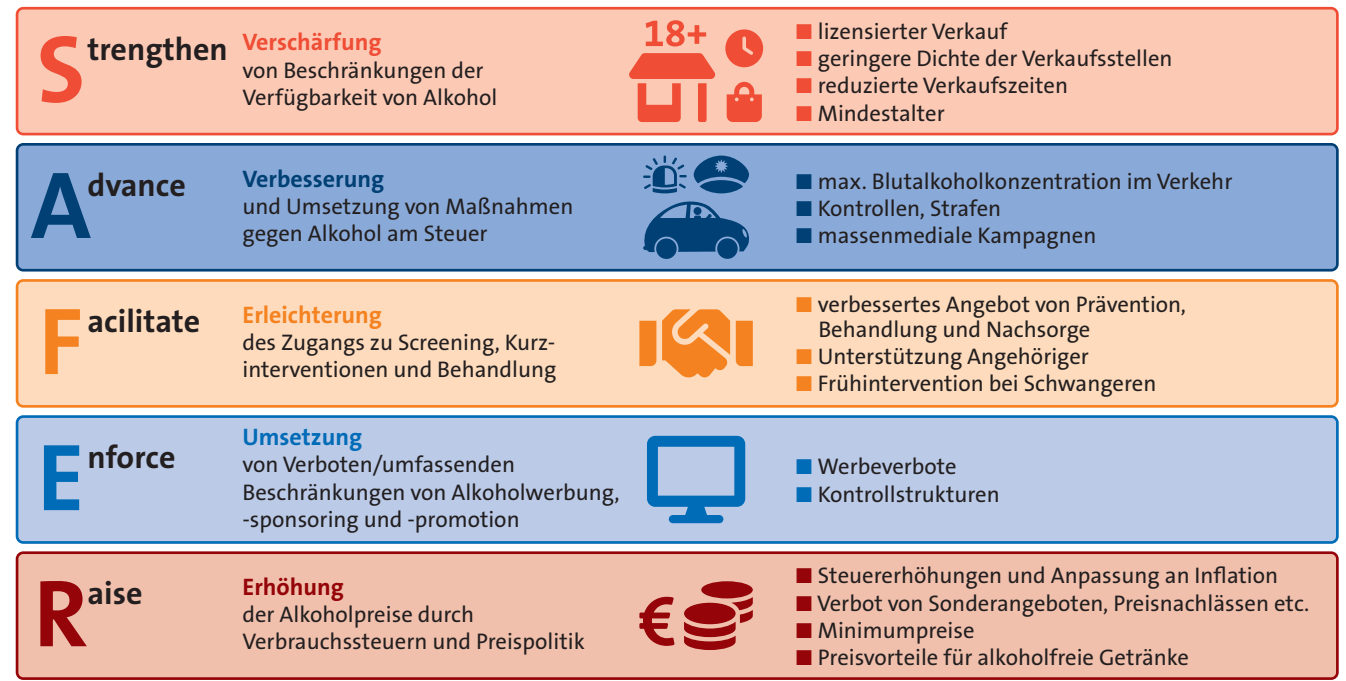 Strengthen
Verschärfung
von Beschränkungen der
Verfügbarkeit von Alkohol
18+
■ lizensierter Verkauf
■ geringere Dichte der Verkaufsstellen
■ reduzierte Verkaufszeiten
■ Mindestalter
Advance
Verbesserung
und Umsetzung von Maßnahmen
gegen Alkohol am Steuer
■ max. Blutalkoholkonzentration im Verkehr
■ Kontrollen, Strafen
■ massenmediale Kampagnen
Facilitate
Erleichterung
des Zugangs zu Screening, Kurz-
interventionen und Behandlung
■ verbessertes Angebot von Prävention,
Behandlung und Nachsorge
■ Unterstützung Angehöriger
■ Frühintervention bei Schwangeren
Enforce
Umsetzung
von Verboten/umfassenden
Beschränkungen von Alkoholwerbung,
-sponsoring und -promotion
■ Werbeverbote
■ Kontrollstrukturen
Raise
Erhöhung
der Alkoholpreise durch
Verbrauchssteuern und Preispolitik
€
■ Steuererhöhungen und Anpassung an Inflation
■ Verbot von Sonderangeboten, Preisnachlässen etc.
■ Minimumpreise
■ Preisvorteile für alkoholfreie Getränke